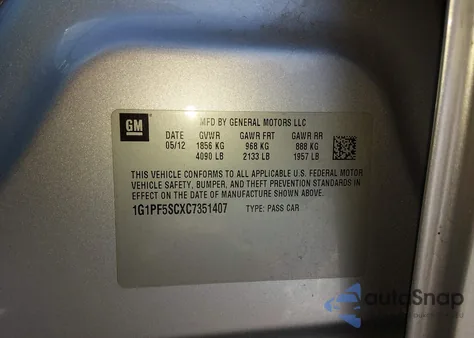 GM
MFD BY GENERAL MOTORS LLC
DATE GVWR GAWR FRT GAWR RR
05/12 1856 KG 968 KG 888 KG
4090 LB 2133 LB 1957 LB
THIS VEHICLE CONFORMS TO ALL APPLICABLE U.S. FEDERAL MOTOR
VEHICLE SAFETY, BUMPER, AND THEFT PREVENTION STANDARDS IN
EFFECT ON THE DATE OF MANUFACTURE SHOWN ABOVE.
1G1PF5SCXC7351407 TYPE: PASS CAR
autoSnap